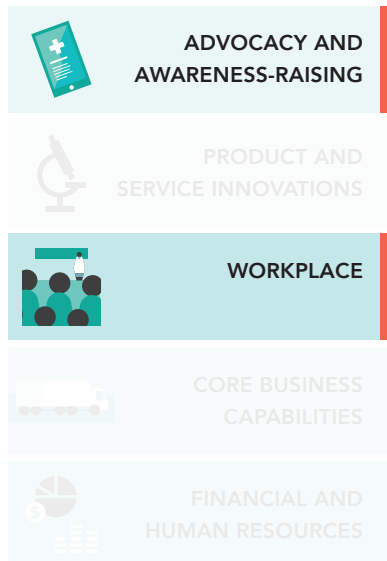 ADVOCACY AND
AWARENESS-RAISING
PRODUCT AND
SERVICE INNOVATIONS
WORKPLACE
CORE BUSINESS
CAPABILITIES
$
FINANCIAL AND
HUMAN RESOURCES